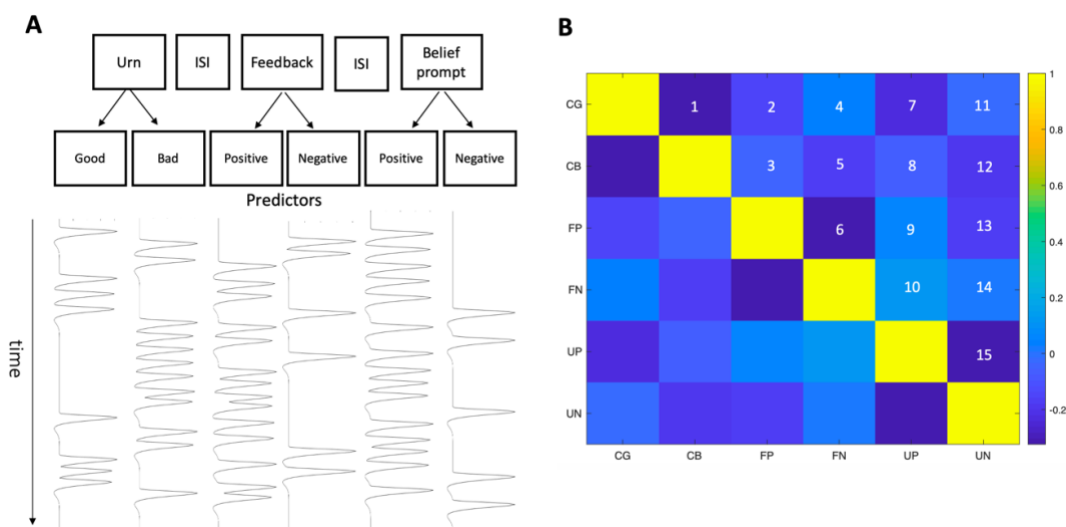 A
Urn
ISI
Feedback
ISI
Belief
prompt
Good
Bad
Positive
Negative
Positive
Negative
Predictors
time
B
CG
CB
FP
FN
UP
UN
1
2
4
7
11
3
5
8
12
6
9
13
10
14
15
CG
CB
FP
FN
UP
UN
1
0.8
0.6
0.4
0.2
0
-0.2